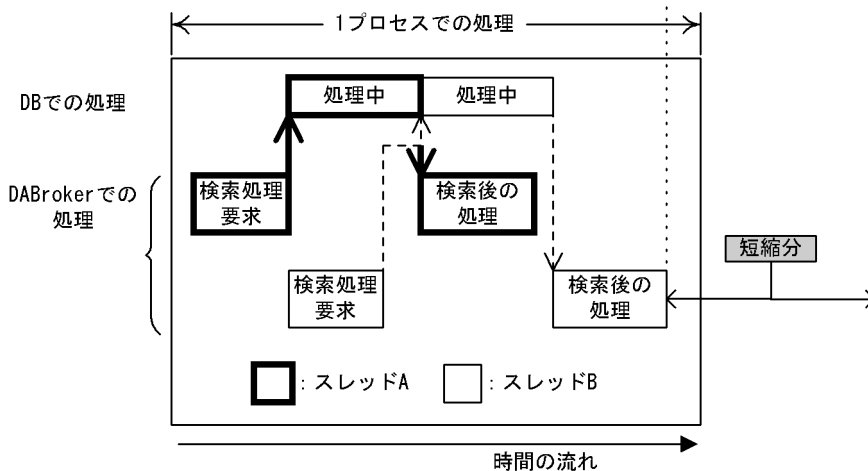 1プロセスでの処理
DBでの処理
処理中
処理中
DABrokerでの
処理
検索処理
要求
検索後の
処理
検索処理
要求
検索後の
処理
短縮分
: スレッドA
: スレッドB
時間の流れ